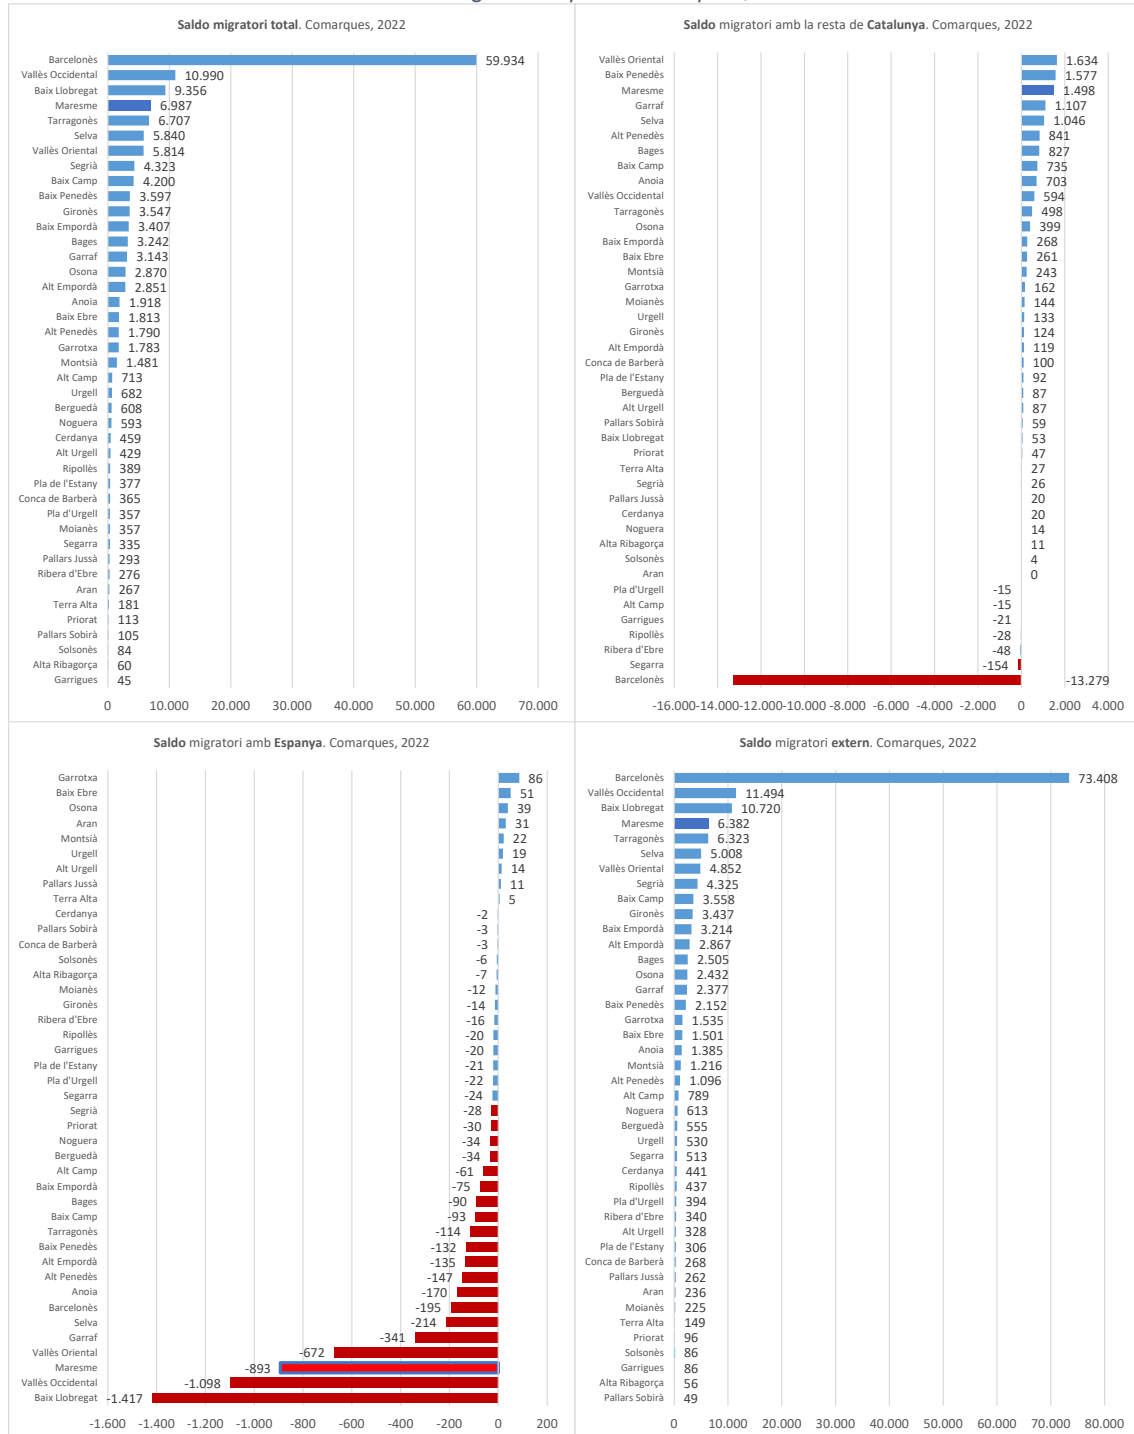 Saldo migratori total. Comarques, 2022
Barcelonès 59.934
Vallès Occidental 10.990
Baix Llobregat 9.356
Maresme 6.987
Tarragonès 6.707
Selva 5.840
Vallès Oriental 5.814
Segrià 4.323
Baix Camp 4.200
Baix Penedès 3.597
Gironès 3.547
Baix Empordà 3.407
Bages 3.242
Garraf 3.143
Osona 2.870
Alt Empordà 2.851
Anoia 1.918
Baix Ebre 1.813
Alt Penedès 1.790
Garrotxa 1.783
Montsià 1.481
Alt Camp 713
Urgell 682
Berguedà 608
Noguera 593
Cerdanya 459
Alt Urgell 429
Ripollès 389
Pla de l'Estany 377
Conca de Barberà 365
Pla d'Urgell 357
Moianès 357
Segarra 335
Pallars Jussà 293
Ribera d'Ebre 276
Aran 267
Terra Alta 181
Priorat 113
Pallars Sobirà 105
Solsonès 84
Alta Ribagorça 60
Garrigues 45
0 10.000 20.000 30.000 40.000 50.000 60.000 70.000
Saldo migratori amb la resta de Catalunya. Comarques, 2022
Vallès Oriental 1.634
Baix Penedès 1.577
Maresme 1.498
Garraf 1.107
Selva 1.046
Alt Penedès 841
Bages 827
Baix Camp 735
Anoia 703
Vallès Occidental 594
Tarragonès 498
Osona 399
Baix Empordà 268
Baix Ebre 261
Montsià 243
Garrotxa 162
Moianès 144
Urgell 133
Gironès 124
Alt Empordà 119
Conca de Barberà 100
Pla de l'Estany 92
Berguedà 87
Alt Urgell 87
Pallars Sobirà 59
Baix Llobregat 53
Priorat 47
Terra Alta 27
Segrià 26
Pallars Jussà 20
Cerdanya 20
Noguera 14
Alta Ribagorça 11
Solsonès 4
Aran 0
Pla d'Urgell -15
Alt Camp -15
Garrigues -21
Ripollès -28
Ribera d'Ebre -48
Segarra -154
Barcelonès -13.279
-16.000 -14.000 -12.000 -10.000 -8.000 -6.000 -4.000 -2.000 0 2.000 4.000
Saldo migratori amb Espanya. Comarques, 2022
Garrotxa 86
Baix Ebre 51
Osona 39
Aran 31
Montsià 22
Urgell 19
Alt Urgell 14
Pallars Jussà 11
Terra Alta 5
Cerdanya -2
Pallars Sobirà -3
Conca de Barberà -3
Solsonès -6
Alta Ribagorça -7
Moianès -12
Gironès -14
Ribera d'Ebre -16
Ripollès -20
Garrigues -20
Pla de l'Estany -21
Pla d'Urgell -22
Segarra -24
Segrià -28
Priorat -30
Noguera -34
Berguedà -34
Alt Camp -61
Baix Empordà -75
Bages -90
Baix Camp -93
Tarragonès -114
Baix Penedès -132
Alt Empordà -135
Alt Penedès -147
Anoia -170
Barcelonès -195
Selva -214
Garraf -341
Vallès Oriental -672
Maresme -893
Vallès Occidental -1.098
Baix Llobregat -1.417
-1.600 -1.400 -1.200 -1.000 -800 -600 -400 -200 0 200
Saldo migratori extern. Comarques, 2022
Barcelonès 73.408
Vallès Occidental 11.494
Baix Llobregat 10.720
Maresme 6.382
Tarragonès 6.323
Selva 5.008
Vallès Oriental 4.852
Segrià 4.325
Baix Camp 3.558
Gironès 3.437
Baix Empordà 3.214
Alt Empordà 2.867
Bages 2.505
Osona 2.432
Garraf 2.377
Baix Penedès 2.152
Garrotxa 1.535
Baix Ebre 1.501
Anoia 1.385
Montsià 1.216
Alt Penedès 1.096
Alt Camp 789
Noguera 613
Berguedà 555
Urgell 530
Segarra 513
Cerdanya 441
Ripollès 437
Pla d'Urgell 394
Ribera d'Ebre 340
Alt Urgell 328
Pla de l'Estany 306
Conca de Barberà 268
Pallars Jussà 262
Aran 236
Moianès 225
Terra Alta 149
Priorat 96
Solsonès 86
Garrigues 86
Alta Ribagorça 56
Pallars Sobirà 49
0 10.000 20.000 30.000 40.000 50.000 60.000 70.000 80.000